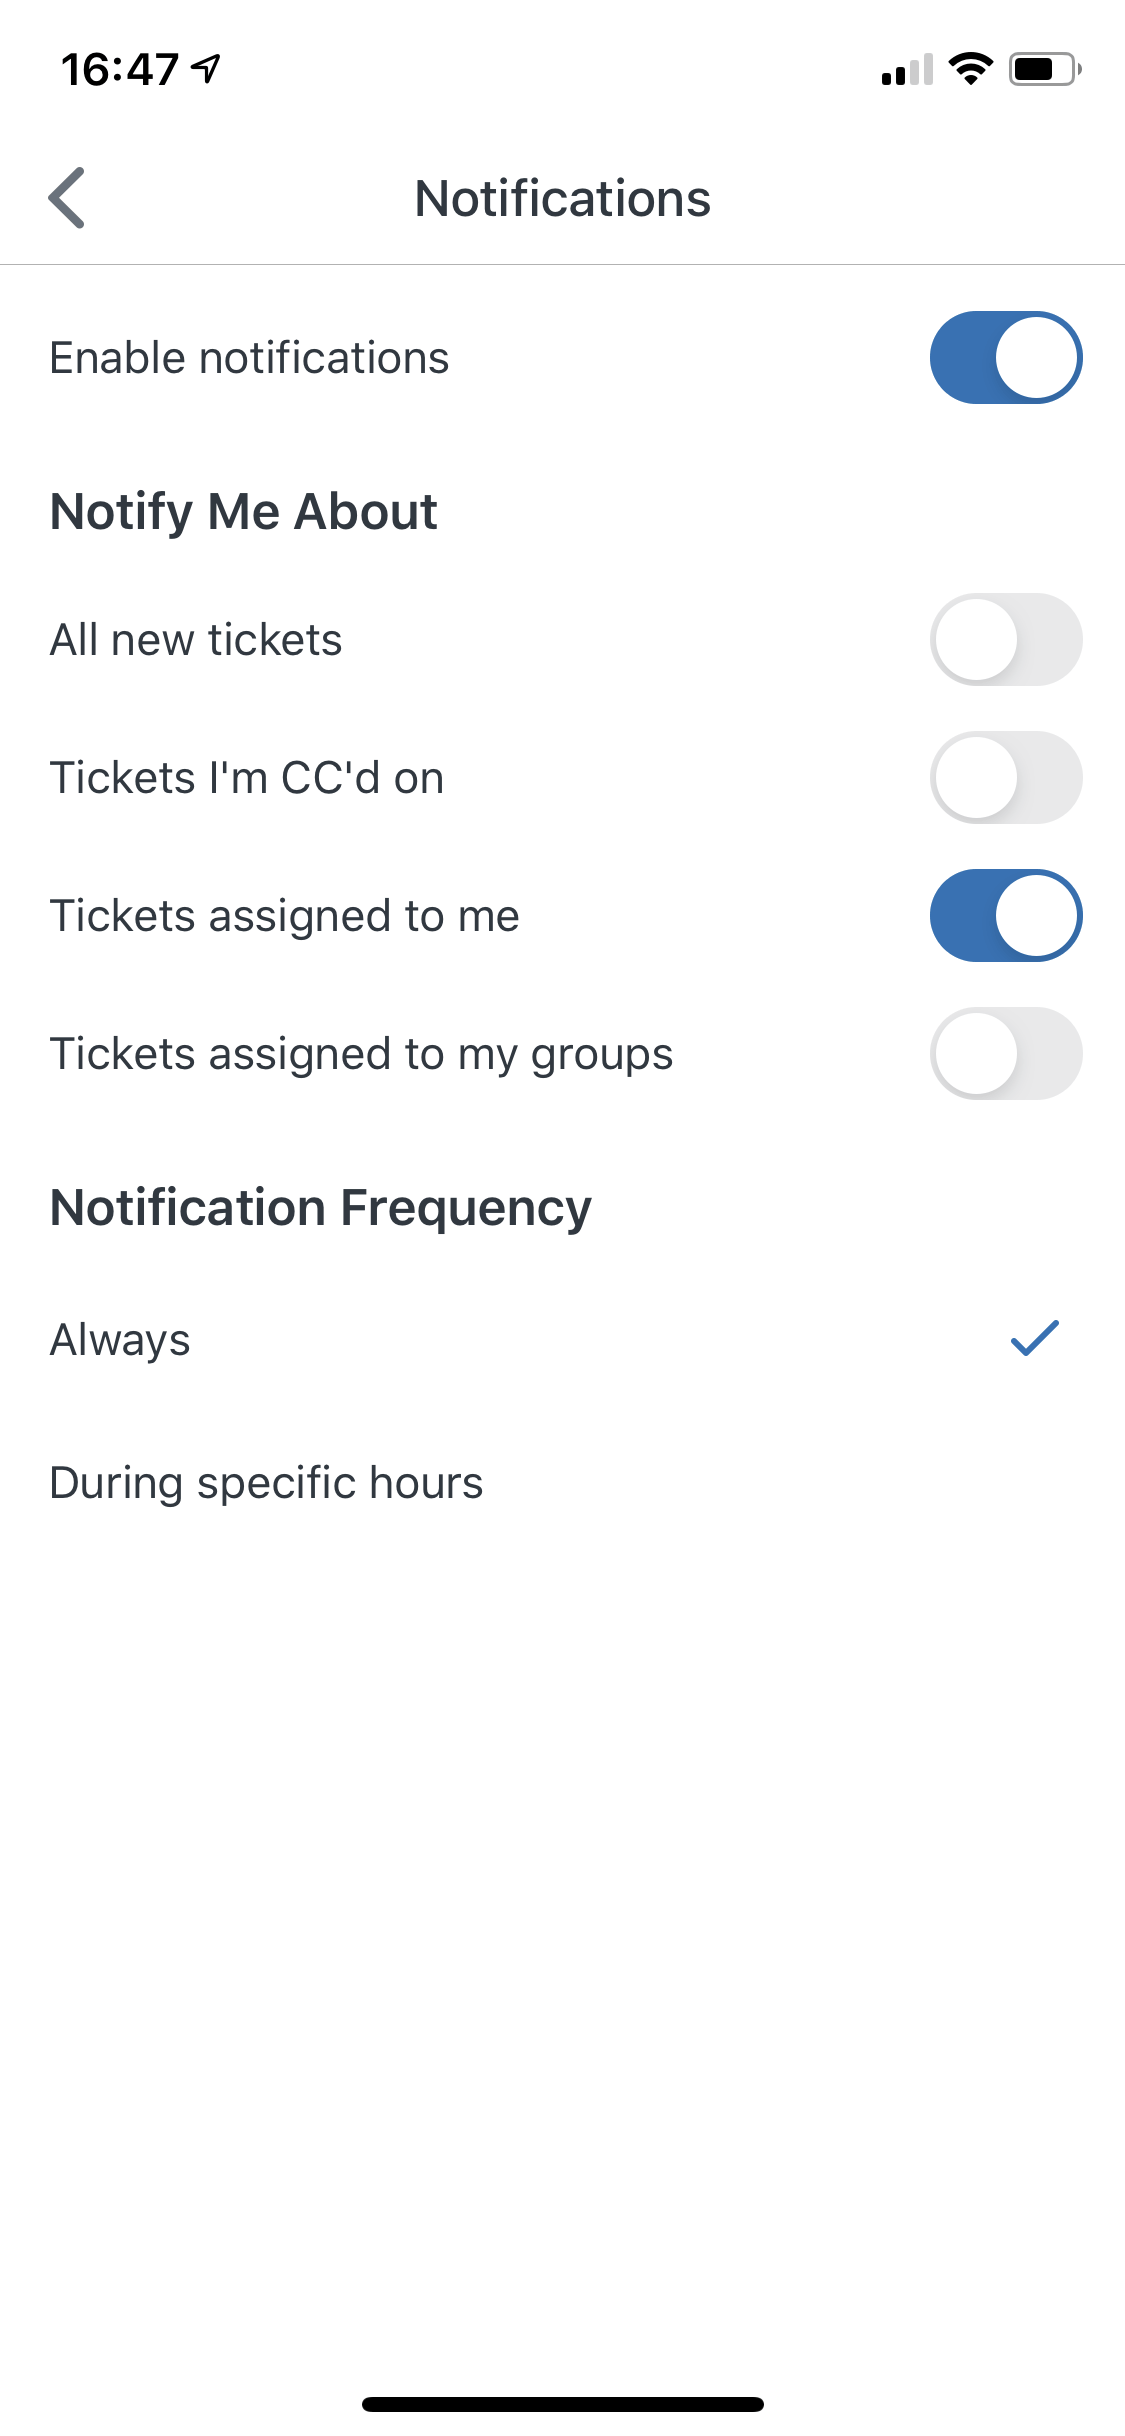 16:47
Notifications
Enable notifications
Notify Me About
All new tickets
Tickets I'm CC'd on
Tickets assigned to me
Tickets assigned to my groups
Notification Frequency
Always
During specific hours